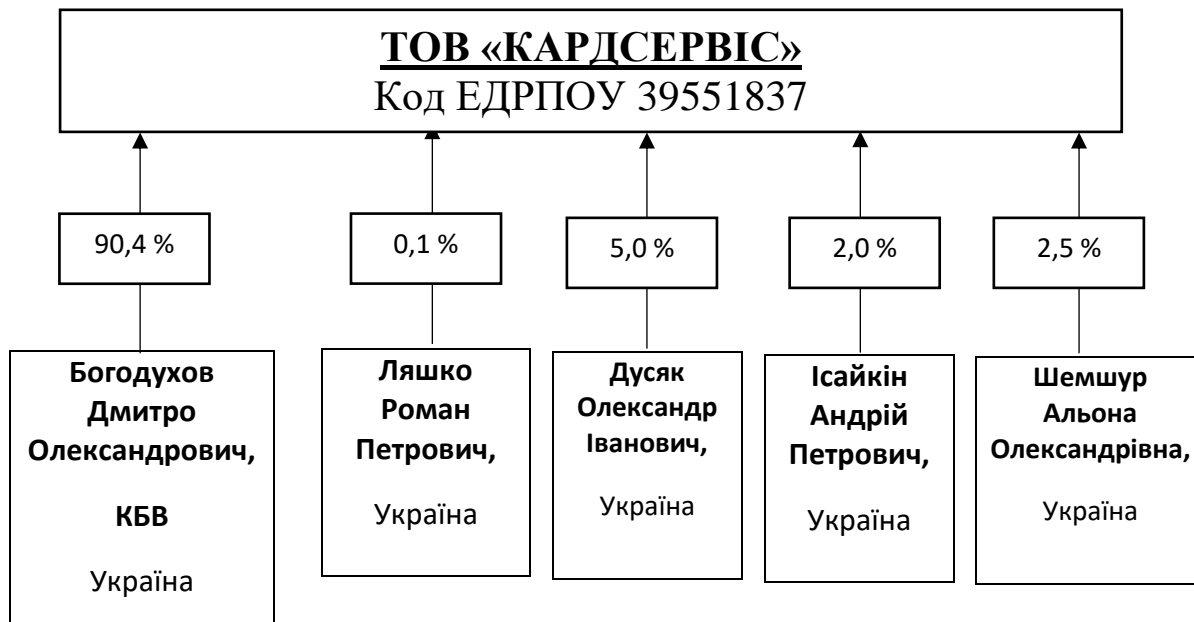 ТОВ «КАРДСЕРВІС»
Код ЕДРПОУ 39551837
90,4 %
0,1 %
5,0 %
2,0 %
2,5 %
Богодухов
Дмитро
Олександрович,
КБВ
Україна
Ляшко
Роман
Петрович,
Україна
Дусяк
Олександр
Іванович,
Україна
Ісайкін
Андрій
Петрович,
Україна
Шемшур
Альона
Олександрівна,
Україна